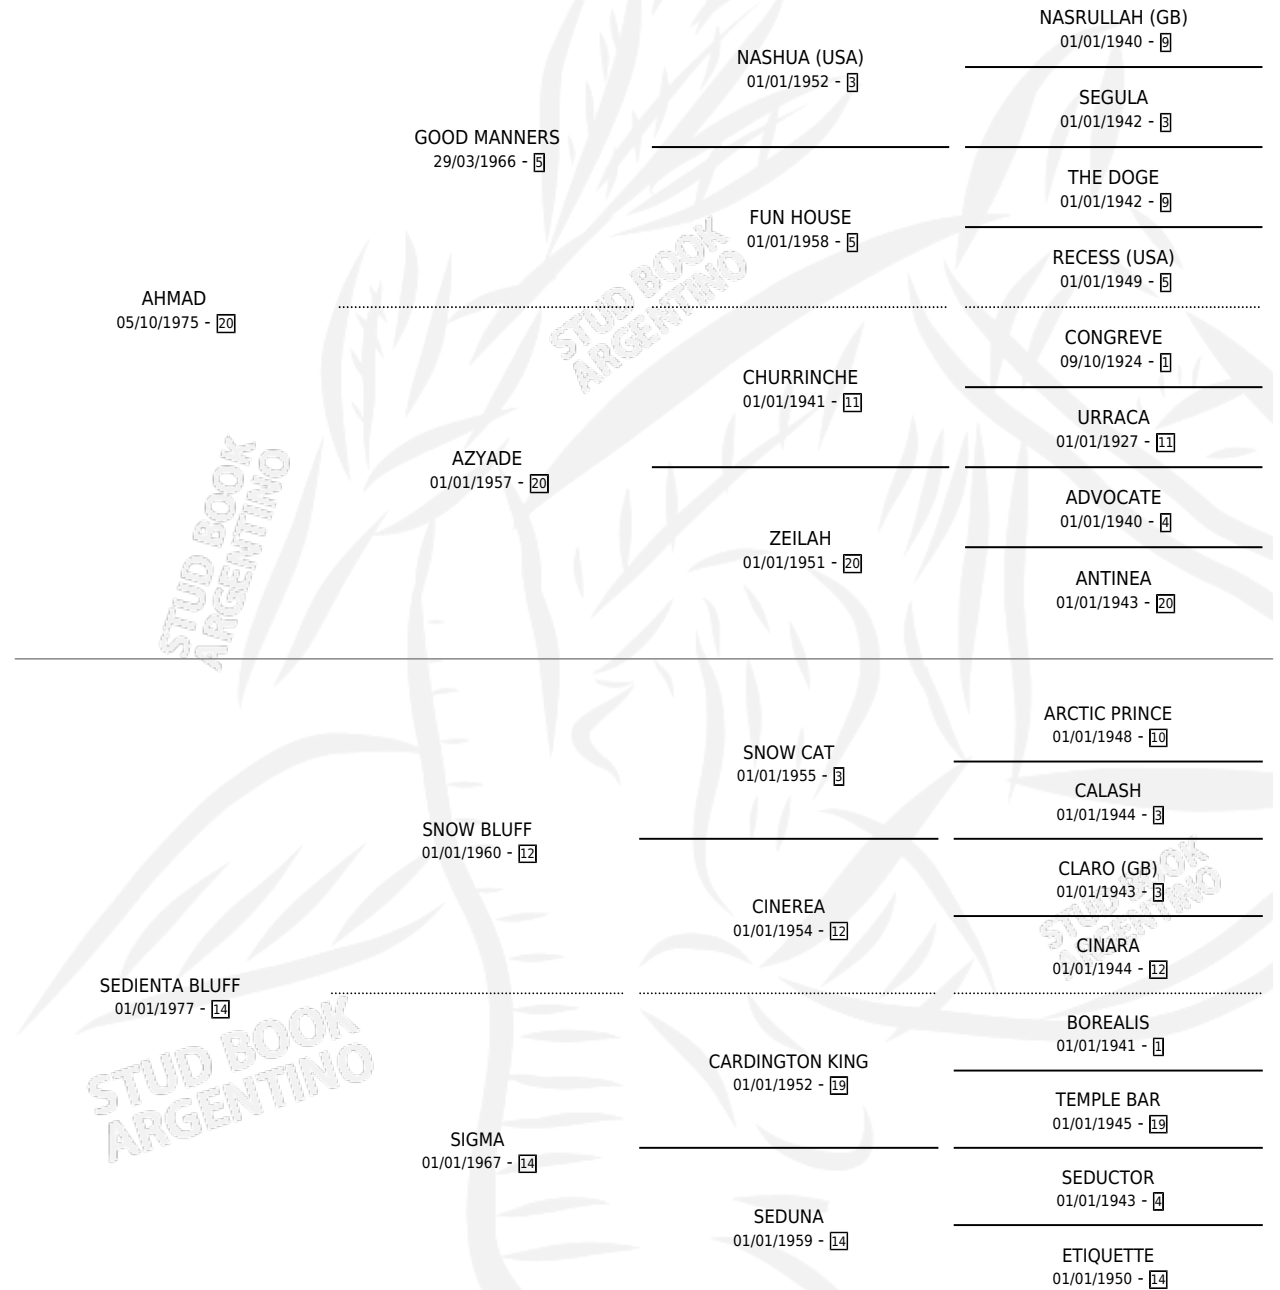 NASRULLAH (GB)
01/01/1940 - 9
NASHUA (USA)
01/01/1952 - 3
SEGULA
01/01/1942 - 3
GOOD MANNERS
29/03/1966 - 5
THE DOGE
01/01/1942 - 9
FUN HOUSE
01/01/1958 - 5
RECESS (USA)
01/01/1949 - 5
AHMAD
05/10/1975 - 20
CONGREVE
09/10/1924 - 1
CHURRINCHE
01/01/1941 - 11
URRACA
01/01/1927 - 11
AZYADE
01/01/1957 - 20
ADVOCATE
01/01/1940 - 4
ZEILAH
01/01/1951 - 20
ANTINEA
01/01/1943 - 20
STUD BOOK
ARGENTINO
STUD BOOK
ARGENTINO
ARCTIC PRINCE
01/01/1948 - 10
SNOW CAT
01/01/1955 - 3
CALASH
01/01/1944 - 3
SNOW BLUFF
01/01/1960 - 12
CLARO (GB)
01/01/1943 - 3
CINEREA
01/01/1954 - 12
CINARA
01/01/1944 - 12
SEDIENTA BLUFF
01/01/1977 - 14
BOREALIS
01/01/1941 - 1
CARDINGTON KING
01/01/1952 - 19
TEMPLE BAR
01/01/1945 - 19
SIGMA
01/01/1967 - 14
SEDUCTOR
01/01/1943 - 4
SEDUNA
01/01/1959 - 14
ETIQUETTE
01/01/1950 - 14
STUD BOOK
ARGENTINO
STUD BOOK
ARGENTINO